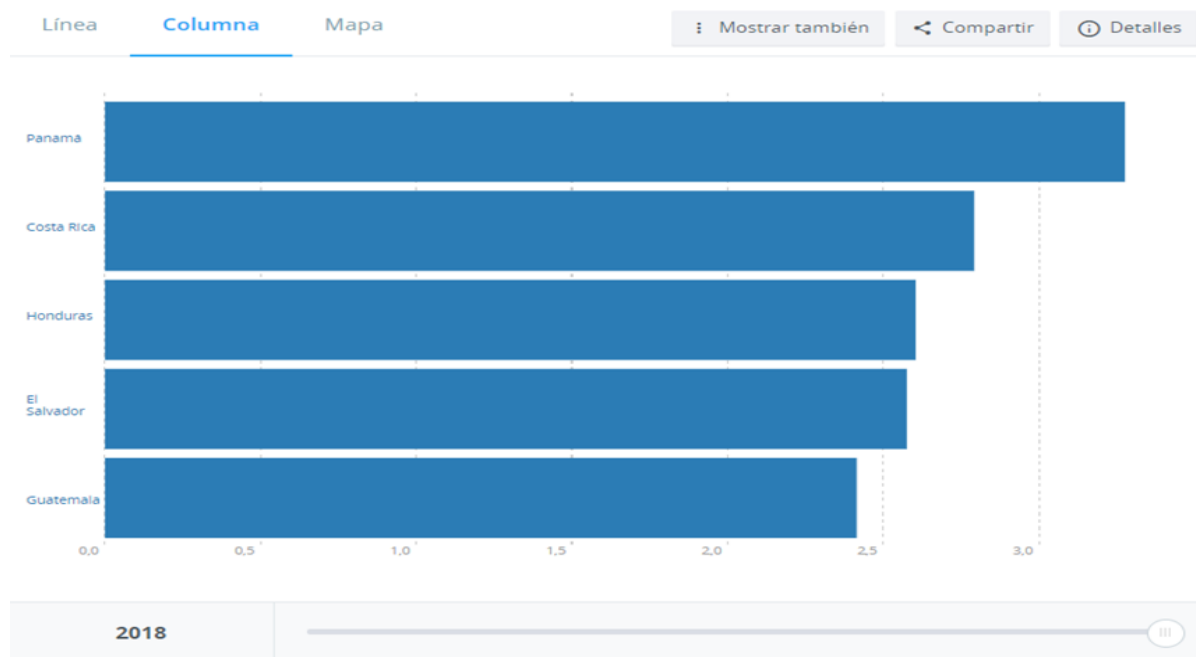 Línea Columna Mapa Mostrar también Compartir Detalles
Panamá
Costa Rica
Honduras
El
Salvador
Guatemala
0,0 0,5 1,0 1,5 2,0 2,5 3,0
2018